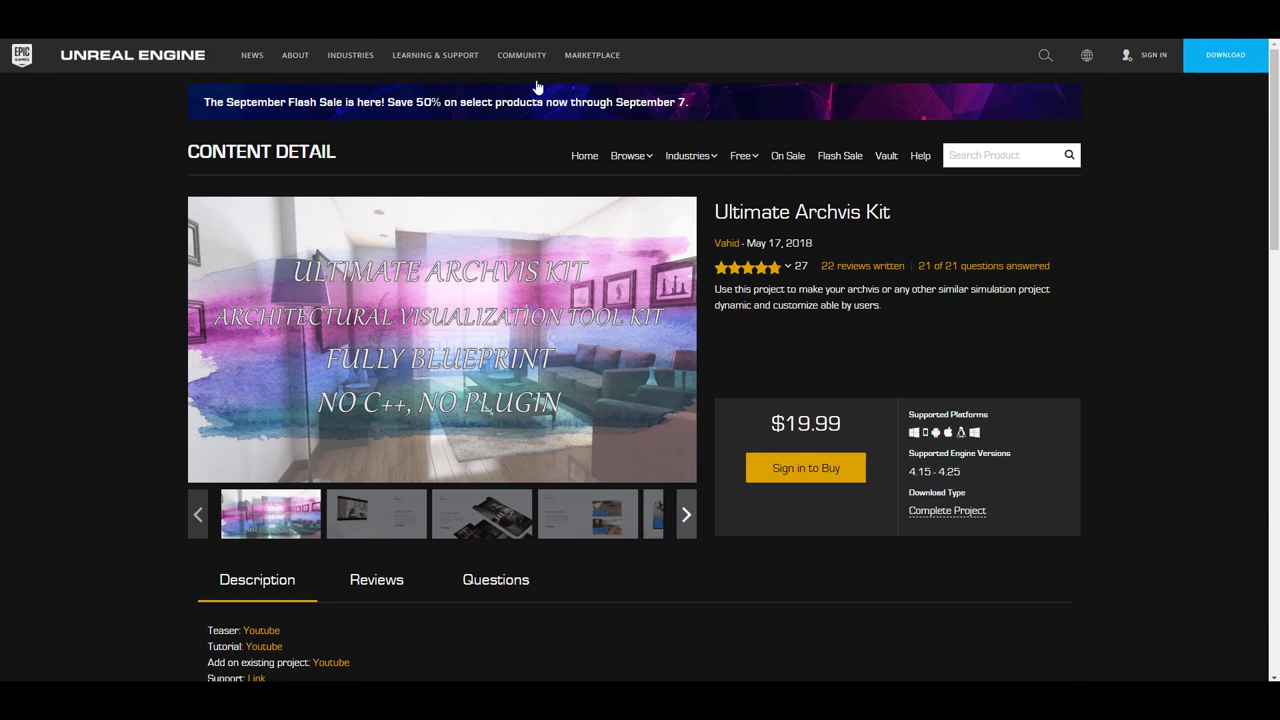 EPIC GAMES
UNREAL ENGINE
NEWS
ABOUT
INDUSTRIES
LEARNING & SUPPORT
COMMUNITY
MARKETPLACE
SIGN IN
DOWNLOAD
The September Flash Sale is here! Save 50% on select products now through September 7.
CONTENT DETAIL
Home
Browse
Industries
Free
On Sale
Flash Sale
Vault
Help
Search Product
ULTIMATE ARCHVIS KIT
ARCHITECTURAL VISUALIZATION TOOL KIT
FULLY BLUEPRINT
NO C++, NO PLUGIN
Ultimate Archvis Kit
Vahid - May 17, 2018
27
22 reviews written
21 of 21 questions answered
Use this project to make your archvis or any other similar simulation project
dynamic and customize able by users.
$19.99
Sign in to Buy
Supported Platforms
Supported Engine Versions
4.15 - 4.25
Download Type
Complete Project
Description
Reviews
Questions
Teaser: Youtube
Tutorial: Youtube
Add on existing project: Youtube
Support: Link